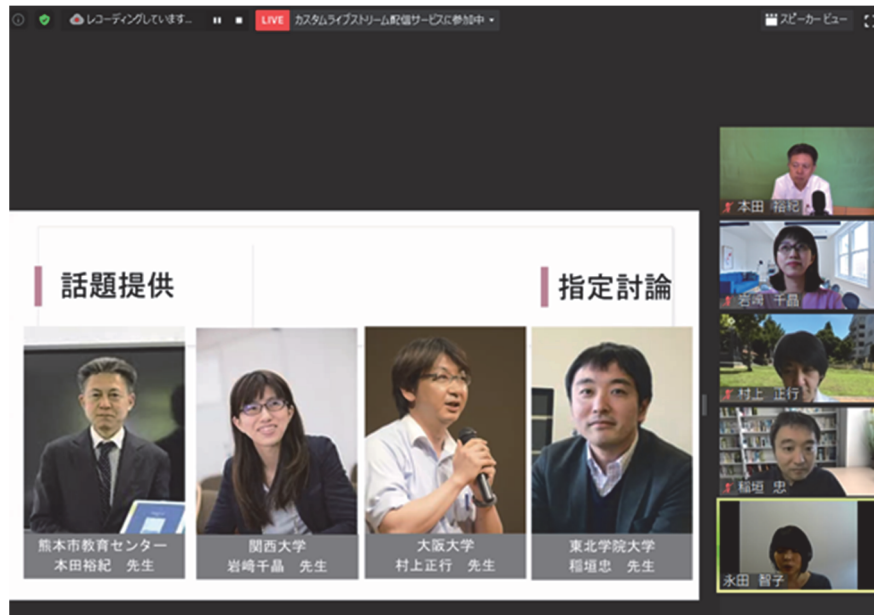 レコーディングしています...
LIVE
カスタムライブストリーム配信サービスに参加中
スピーカー ビュー
話題提供
指定討論
熊本市教育センター
本田裕紀 先生
関西大学
岩﨑千晶 先生
大阪大学
村上正行 先生
東北学院大学
稲垣忠 先生
本田 裕紀
岩﨑 千晶
村上 正行
稲垣 忠
永田 智子